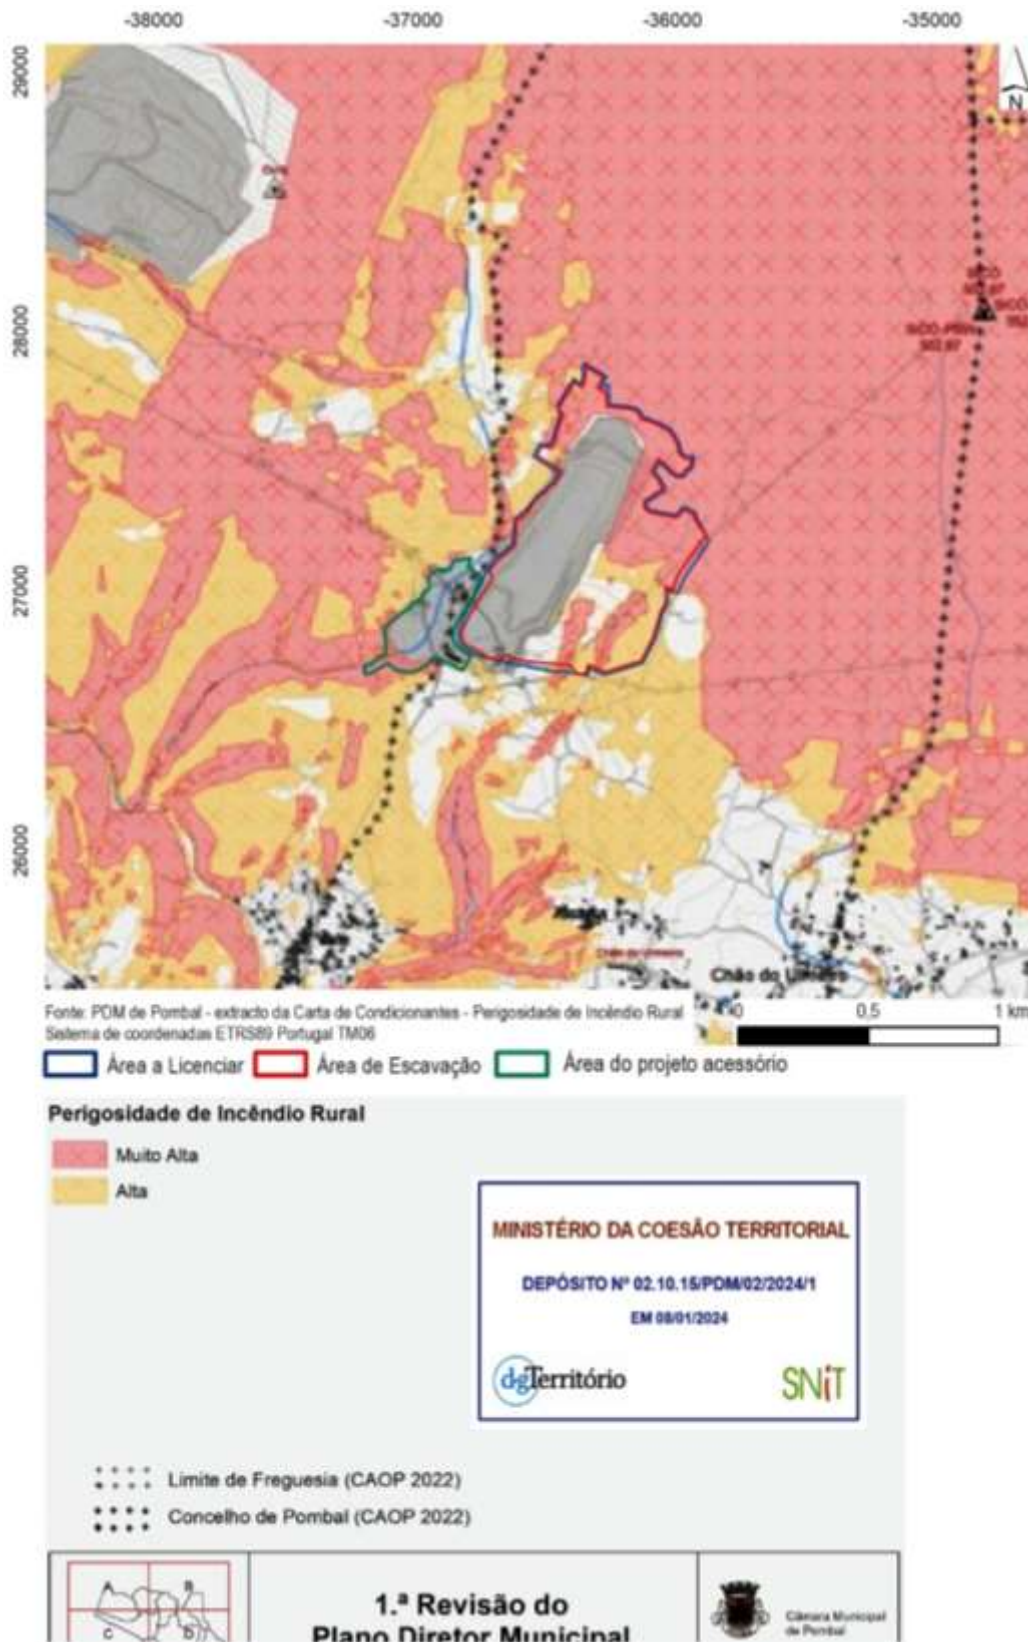 -38000 -37000 -36000 -35000
29000
N
28000
27000
26000
Chão do Ulmeiro
Fonte: PDM de Pombal - extracto da Carta de Condicionantes - Perigosidade de Incêndio Rural
Sistema de coordenadas ETRS89 Portugal TM06
0 0.5 1 km
Área a Licenciar Área de Escavação Área do projeto acessório
Perigosidade de Incêndio Rural
Muito Alta
Alta
MINISTÉRIO DA COESÃO TERRITORIAL
DEPÓSITO Nº 02.10.15/PDM/02/2024/1
EM 08/01/2024
dgTerritório SNiT
Limite de Freguesia (CAOP 2022)
Concelho de Pombal (CAOP 2022)
A B
C D
1.ª Revisão do
Plano Diretor Municipal
Câmara Municipal
de Pombal